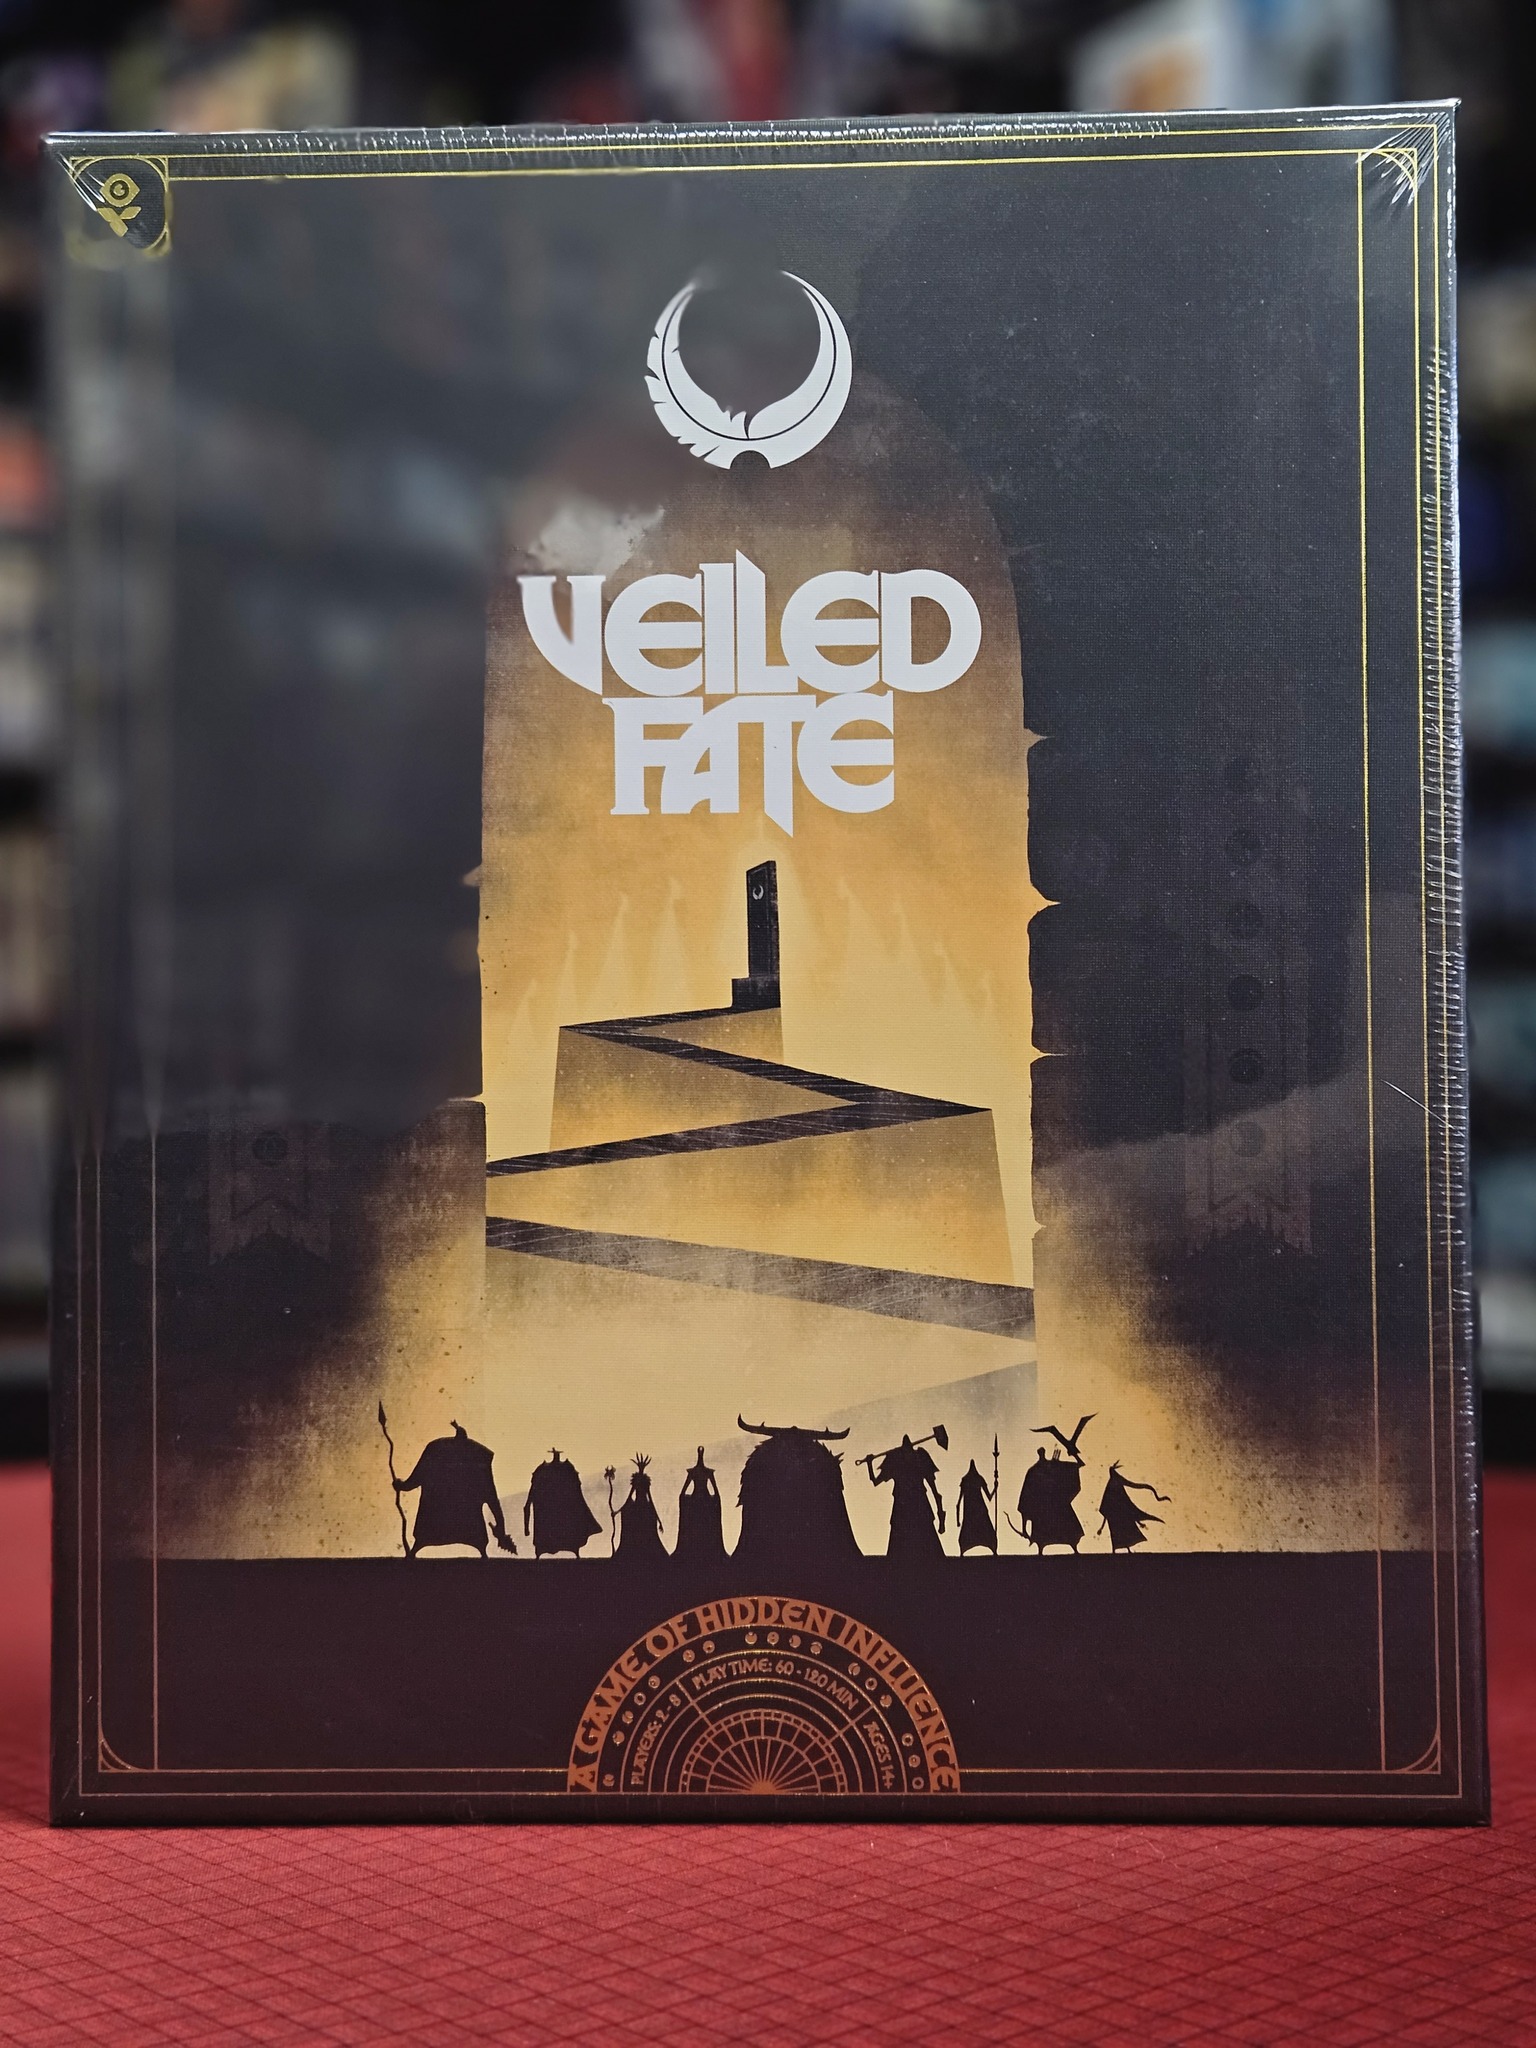 VEILED
FATE
A GAME OF HIDDEN INFLUENCE
PLAYERS: 2-8
PLAY TIME: 60-120 MIN
AGES 14+